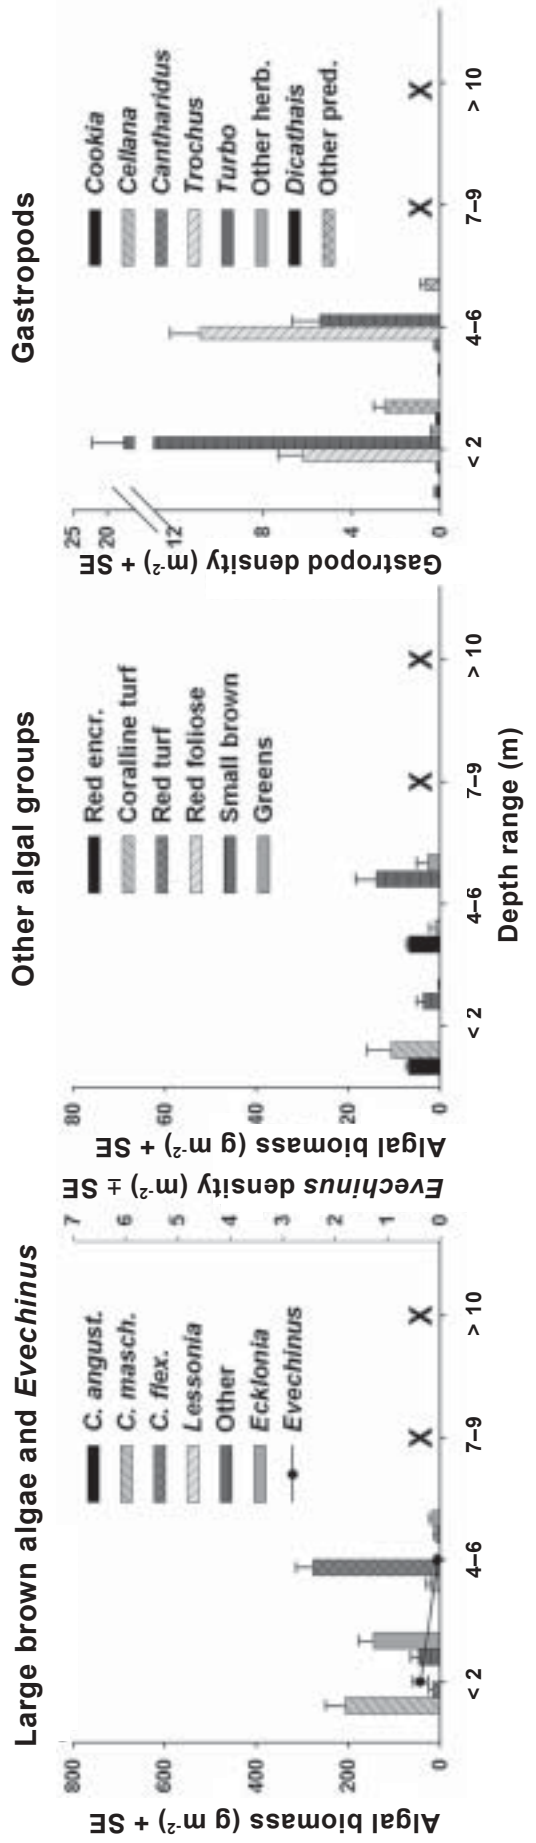 Large brown algae and Evechinus
Algal biomass (g m-2) + SE
800
600
400
200
0
C. angust.
C. masch.
C. flex.
Lessonia
Other
Ecklonia
Evechinus
X
X
< 2
4–6
7–9
> 10
7
6
5
4
3
2
1
0
Evechinus density (m-2) ± SE
Other algal groups
Algal biomass (g m-2) + SE
80
60
40
20
0
Red encr.
Coralline turf
Red turf
Red foliose
Small brown
Greens
X
X
< 2
4–6
7–9
> 10
Depth range (m)
Gastropods
Gastropod density (m-2) + SE
25
20
12
8
4
0
Cookia
Cellana
Cantharidus
Trochus
Turbo
Other herb.
Dicathais
Other pred.
X
X
< 2
4–6
7–9
> 10